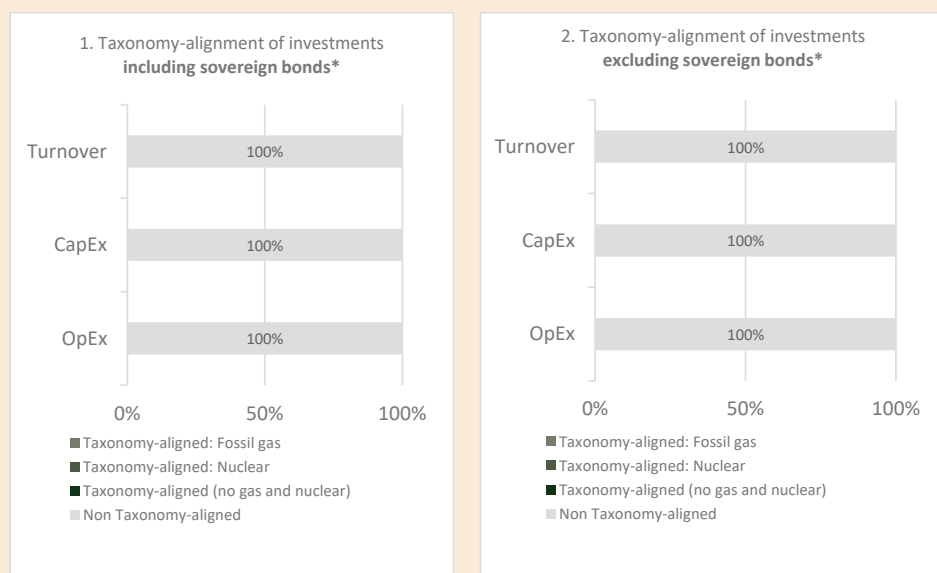 1. Taxonomy-alignment of investments
including sovereign bonds*
Turnover
100%
CapEx
100%
OpEx
100%
0% 50% 100%
Taxonomy-aligned: Fossil gas
Taxonomy-aligned: Nuclear
Taxonomy-aligned (no gas and nuclear)
Non Taxonomy-aligned
2. Taxonomy-alignment of investments
excluding sovereign bonds*
Turnover
100%
CapEx
100%
OpEx
100%
0% 50% 100%
Taxonomy-aligned: Fossil gas
Taxonomy-aligned: Nuclear
Taxonomy-aligned (no gas and nuclear)
Non Taxonomy-aligned